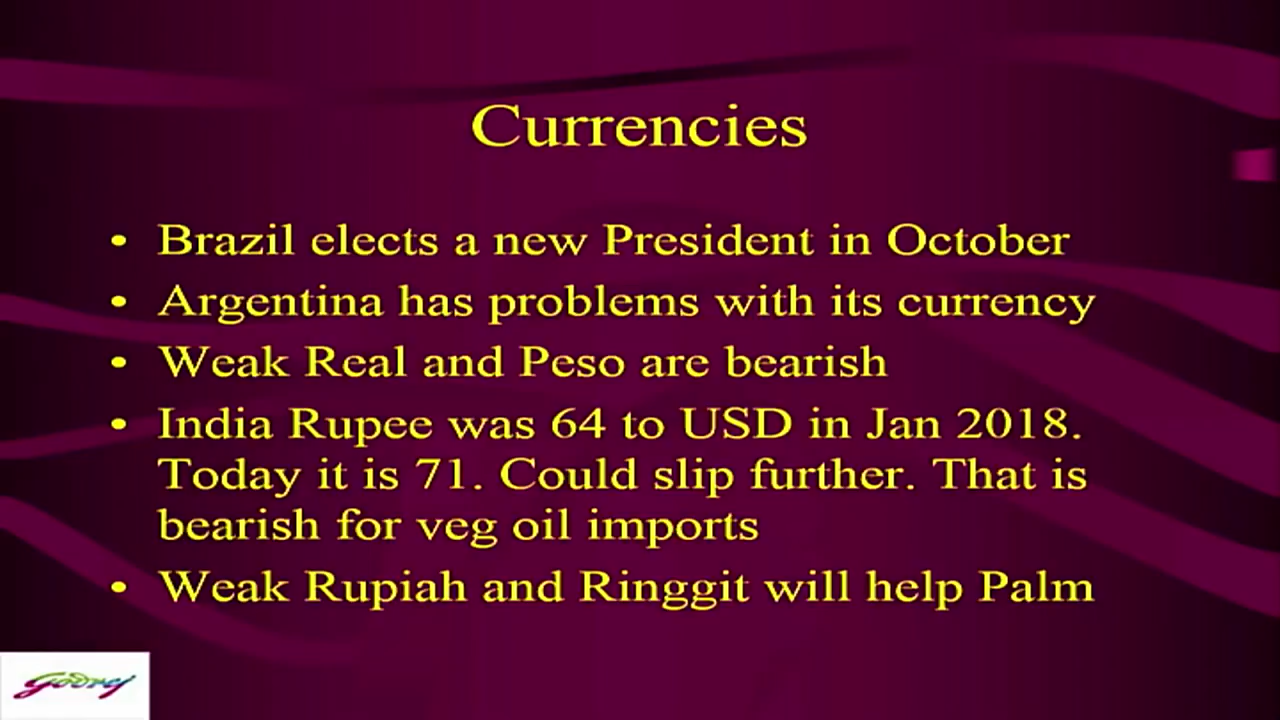 Currencies
• Brazil elects a new President in October
• Argentina has problems with its currency
• Weak Real and Peso are bearish
• India Rupee was 64 to USD in Jan 2018.
Today it is 71. Could slip further. That is
bearish for veg oil imports
• Weak Rupiah and Ringgit will help Palm
Godrej